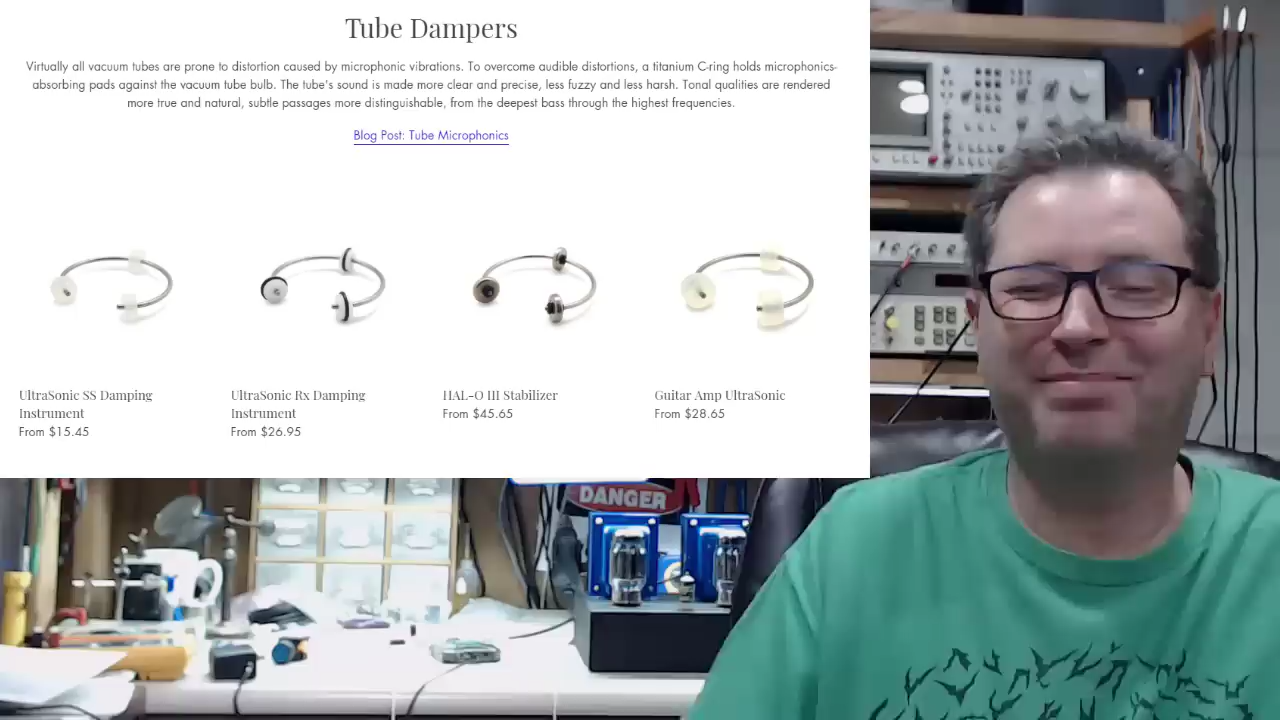 Tube Dampers
Virtually all vacuum tubes are prone to distortion caused by microphonic vibrations. To overcome audible distortions, a titanium C-ring holds microphonics-
absorbing pads against the vacuum tube bulb. The tube's sound is made more clear and precise, less fuzzy and less harsh. Tonal qualities are rendered
more true and natural, subtle passages more distinguishable, from the deepest bass through the highest frequencies.
Blog Post: Tube Microphonics
UltraSonic SS Damping
Instrument
From $15.45
UltraSonic Rx Damping
Instrument
From $26.95
HAL-O III Stabilizer
From $45.65
Guitar Amp UltraSonic
From $28.65
DANGER